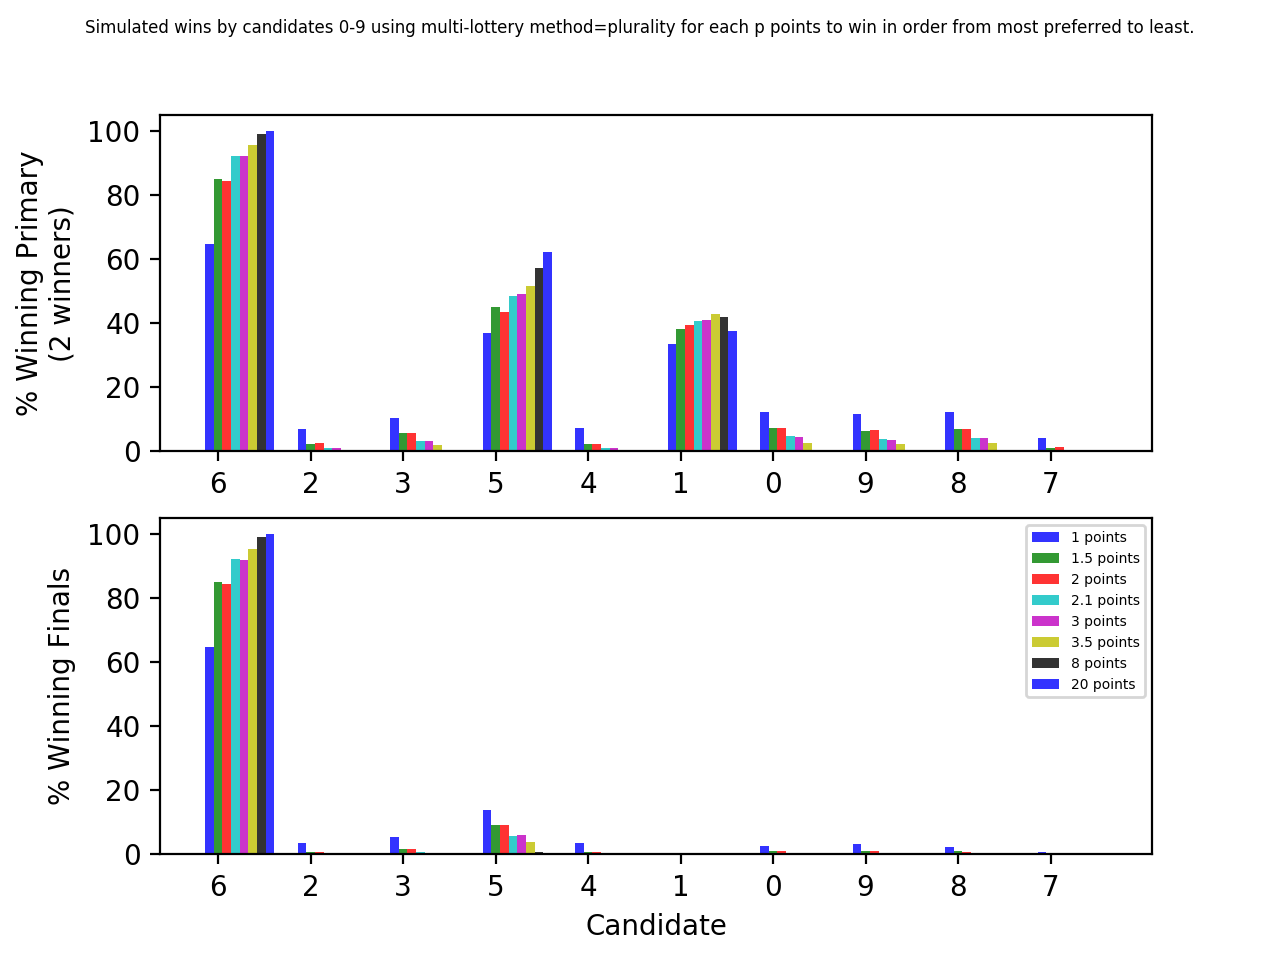 Simulated wins by candidates 0-9 using multi-lottery method=plurality for each p points to win in order from most preferred to least.
% Winning Primary
(2 winners)
100
80
60
40
20
0
6 2 3 5 4 1 0 9 8 7
% Winning Finals
100
80
60
40
20
0
1 points
1.5 points
2 points
2.1 points
3 points
3.5 points
8 points
20 points
6 2 3 5 4 1 0 9 8 7
Candidate